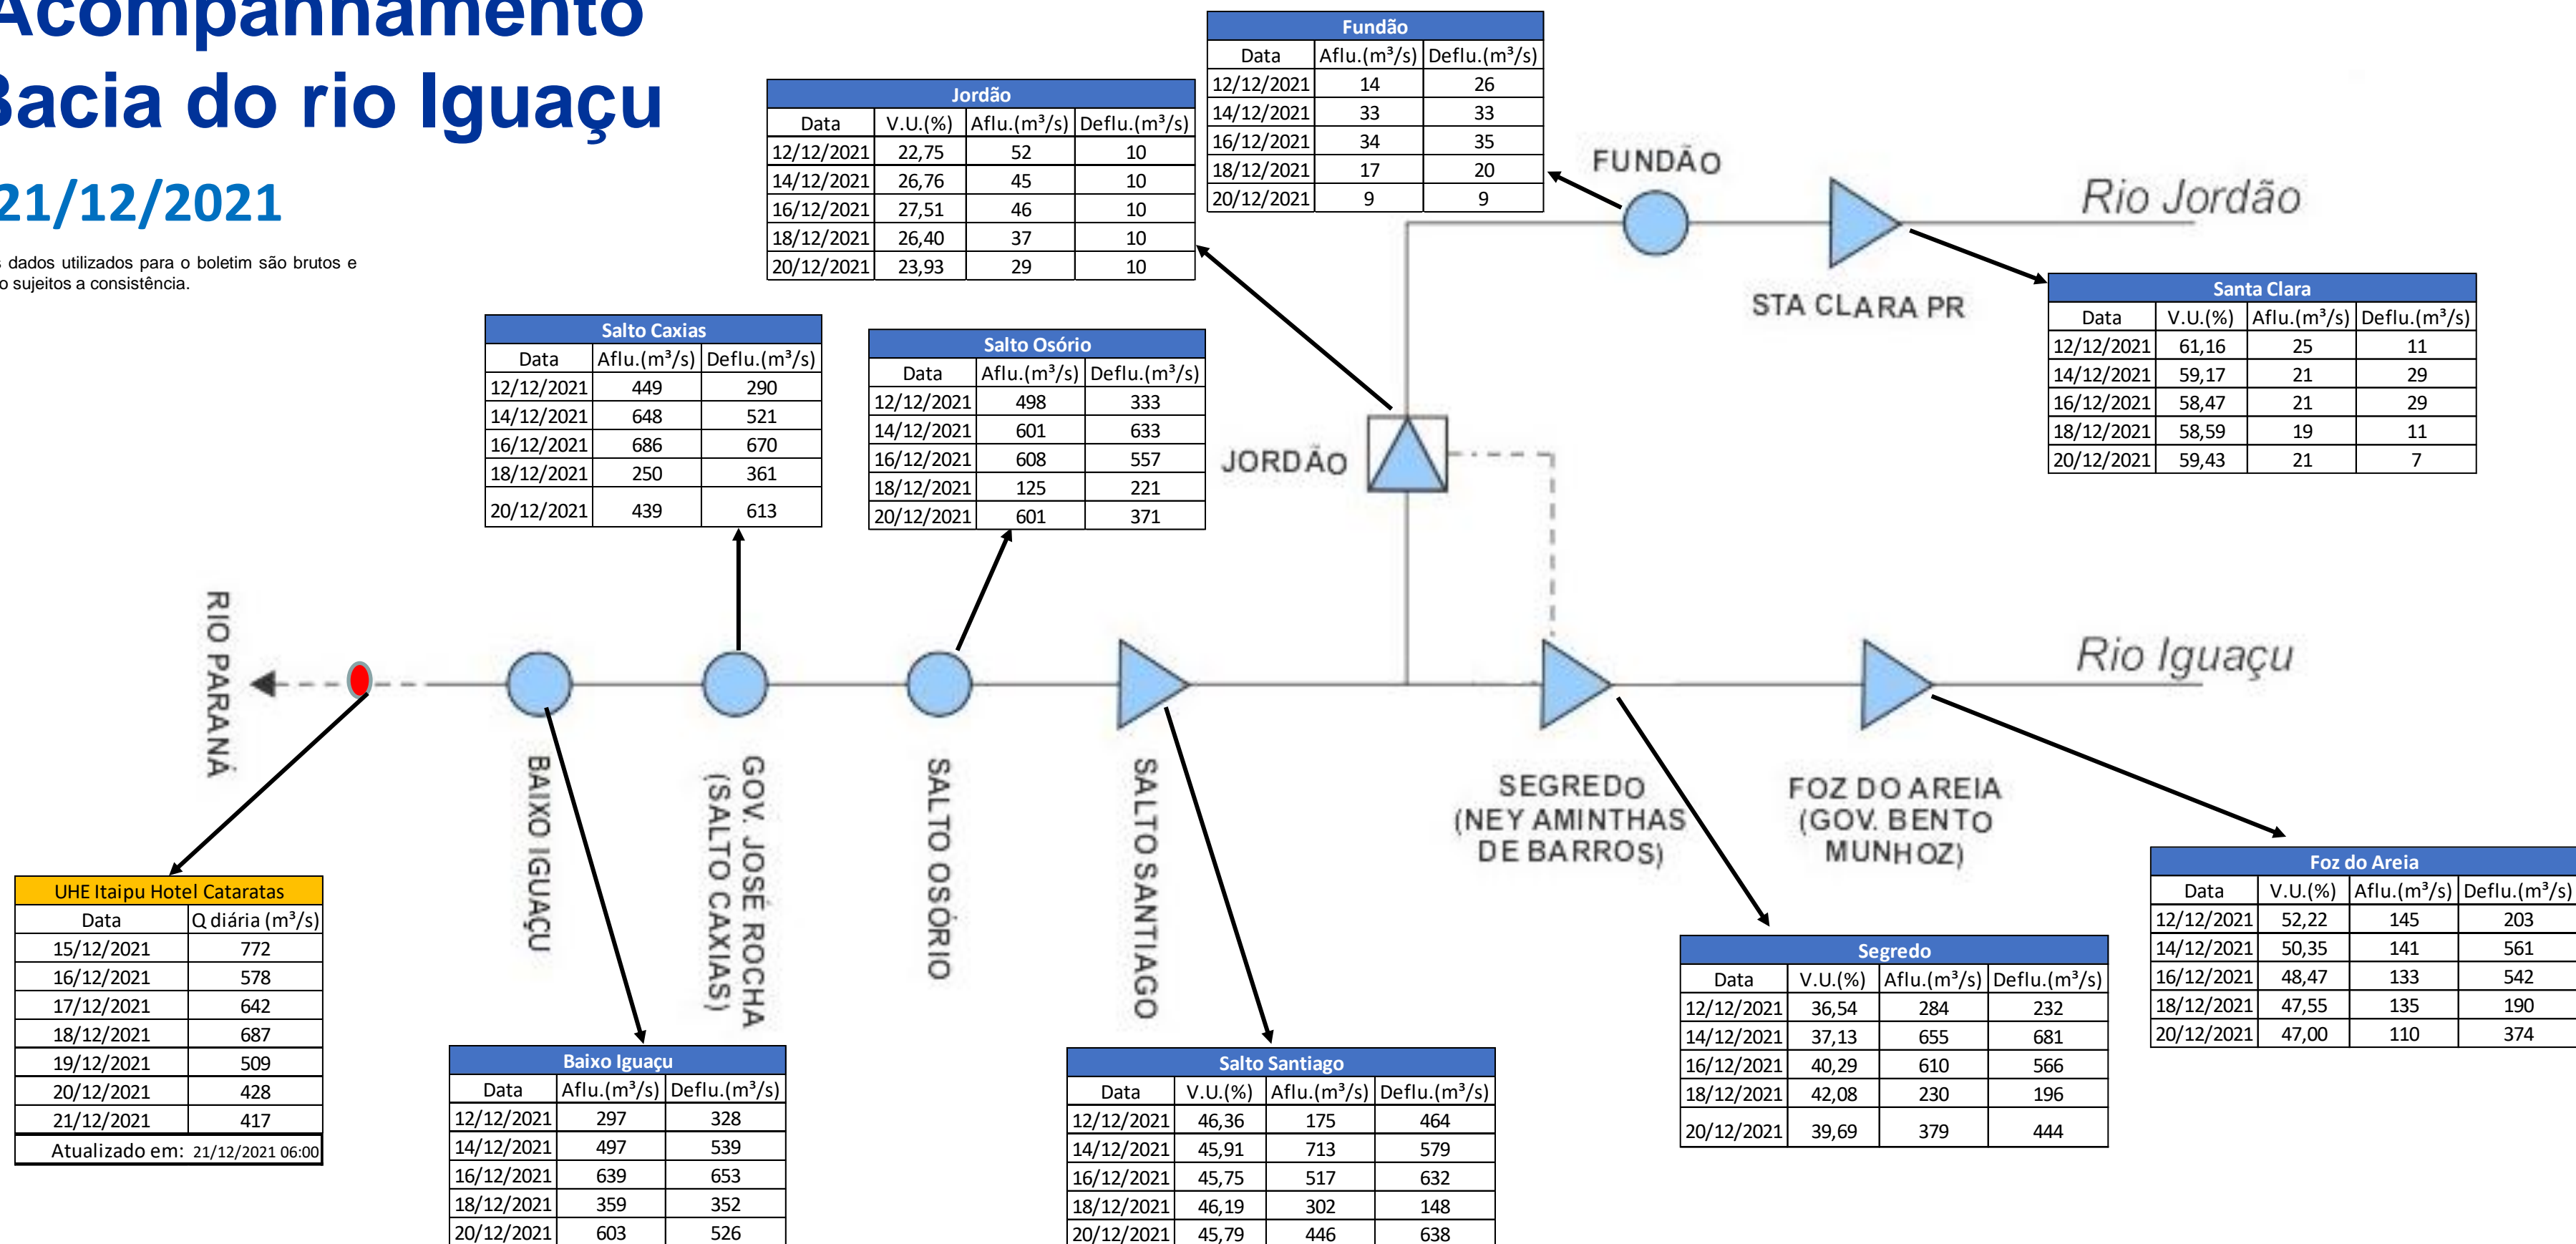 Acompanhamento
Bacia do rio Iguaçu
21/12/2021
s dados utilizados para o boletim são brutos e
o sujeitos a consistência.
Fundão
Data Aflu.(m³/s) Deflu.(m³/s)
12/12/2021 14 26
14/12/2021 33 33
16/12/2021 34 35
18/12/2021 17 20
20/12/2021 9 9
Jordão
Data V.U.(%) Aflu.(m³/s) Deflu.(m³/s)
12/12/2021 22,75 52 10
14/12/2021 26,76 45 10
16/12/2021 27,51 46 10
18/12/2021 26,40 37 10
20/12/2021 23,93 29 10
FUNDÃO
Rio Jordão
STA CLARA PR
Santa Clara
Data V.U.(%) Aflu.(m³/s) Deflu.(m³/s)
12/12/2021 61,16 25 11
14/12/2021 59,17 21 29
16/12/2021 58,47 21 29
18/12/2021 58,59 19 11
20/12/2021 59,43 21 7
Salto Caxias
Data Aflu.(m³/s) Deflu.(m³/s)
12/12/2021 449 290
14/12/2021 648 521
16/12/2021 686 670
18/12/2021 250 361
20/12/2021 439 613
Salto Osório
Data Aflu.(m³/s) Deflu.(m³/s)
12/12/2021 498 333
14/12/2021 601 633
16/12/2021 608 557
18/12/2021 125 221
20/12/2021 601 371
JORDÃO
RIO PARANÁ
Rio Iguaçu
BAIXO IGUAÇU
GOV. JOSÉ ROCHA
(SALTO CAXIAS)
SALTO OSÓRIO
SALTO SANTIAGO
SEGREDO
(NEY AMINTHAS
DE BARROS)
FOZ DO AREIA
(GOV. BENTO
MUNHOZ)
UHE Itaipu Hotel Cataratas
Data Q diária (m³/s)
15/12/2021 772
16/12/2021 578
17/12/2021 642
18/12/2021 687
19/12/2021 509
20/12/2021 428
21/12/2021 417
Atualizado em: 21/12/2021 06:00
Baixo Iguaçu
Data Aflu.(m³/s) Deflu.(m³/s)
12/12/2021 297 328
14/12/2021 497 539
16/12/2021 639 653
18/12/2021 359 352
20/12/2021 603 526
Salto Santiago
Data V.U.(%) Aflu.(m³/s) Deflu.(m³/s)
12/12/2021 46,36 175 464
14/12/2021 45,91 713 579
16/12/2021 45,75 517 632
18/12/2021 46,19 302 148
20/12/2021 45,79 446 638
Segredo
Data V.U.(%) Aflu.(m³/s) Deflu.(m³/s)
12/12/2021 36,54 284 232
14/12/2021 37,13 655 681
16/12/2021 40,29 610 566
18/12/2021 42,08 230 196
20/12/2021 39,69 379 444
Foz do Areia
Data V.U.(%) Aflu.(m³/s) Deflu.(m³/s)
12/12/2021 52,22 145 203
14/12/2021 50,35 141 561
16/12/2021 48,47 133 542
18/12/2021 47,55 135 190
20/12/2021 47,00 110 374